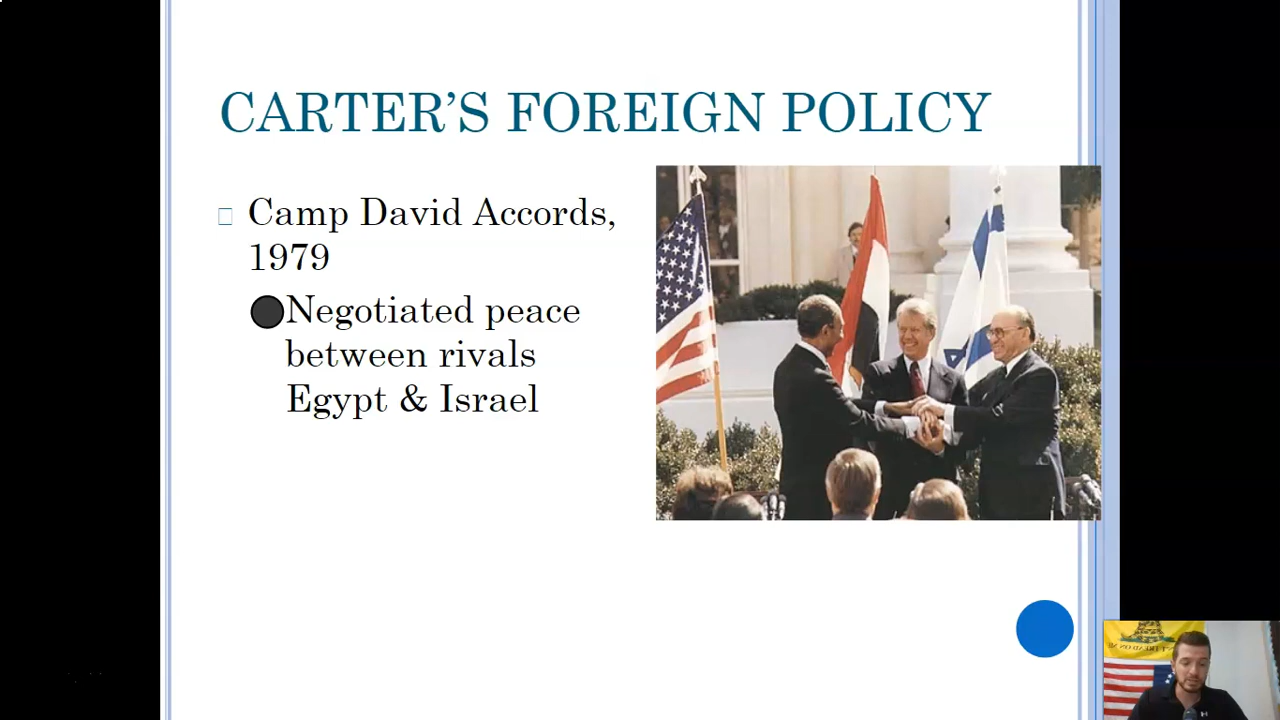 CARTER'S FOREIGN POLICY
Camp David Accords,
1979
Negotiated peace
between rivals
Egypt & Israel